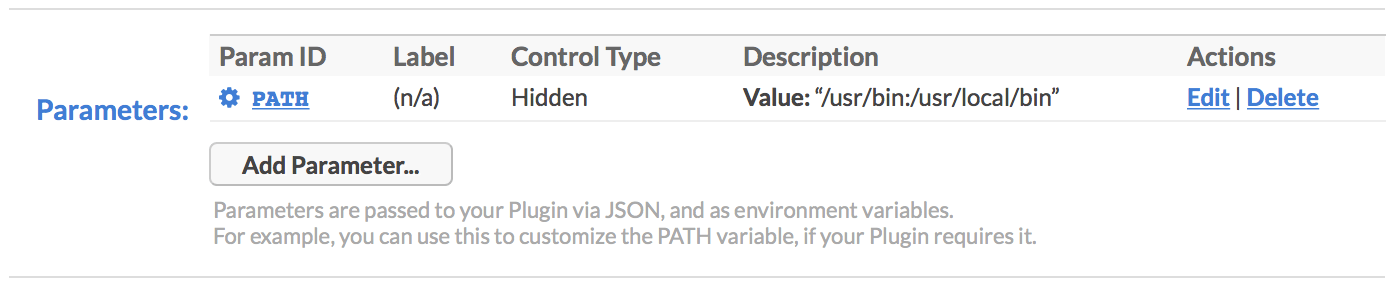 Param ID Label Control Type Description Actions
Parameters:
PATH (n/a) Hidden Value: “/usr/bin:/usr/local/bin” Edit | Delete
Add Parameter...
Parameters are passed to your Plugin via JSON, and as environment variables.
For example, you can use this to customize the PATH variable, if your Plugin requires it.